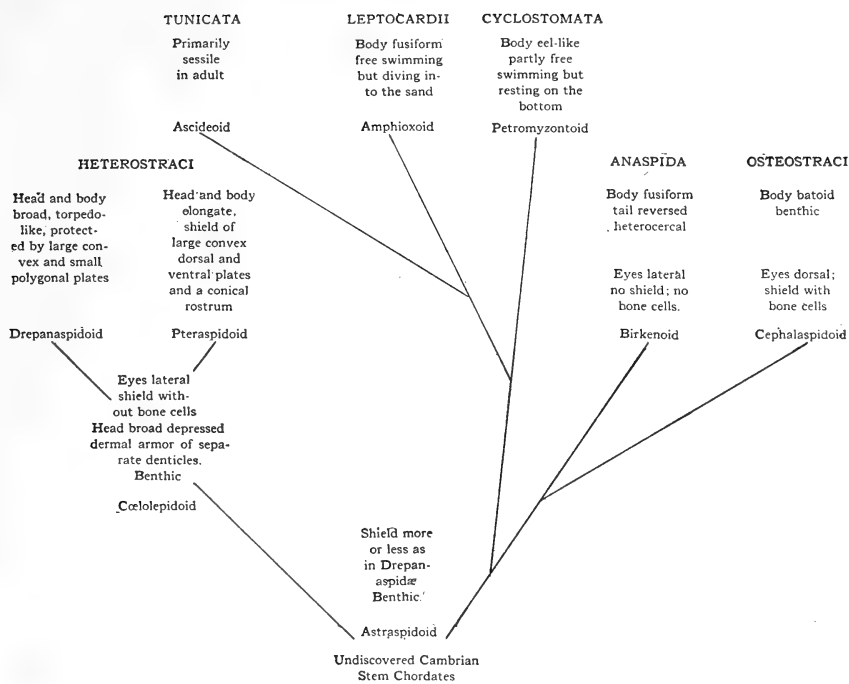 TUNICATA
Primarily
sessile
in adult
Ascideoid
LEPTOCARDII
Body fusiform
free swimming
but diving in-
to the sand
Amphioxoid
CYCLOSTOMATA
Body eel-like
partly free
swimming but
resting on the
bottom
Petromyzontoid
HETEROSTRACI
Head and body
broad, torpedo-
like, protect-
ed by large con-
vex and small
polygonal plates
Drepanaspidoid
Head and body
elongate,
shield of
large convex
dorsal and
ventral plates
and a conical
rostrum
Pteraspidoid
ANASPIDA
Body fusiform
tail reversed
heterocercal
Eyes lateral
no shield; no
bone cells.
Birkenoid
OSTEOSTRACI
Body batoid
benthic
Eyes dorsal;
shield with
bone cells
Cephalaspidoid
Eyes lateral
shield with-
out bone cells
Head broad depressed
dermal armor of sepa-
rate denticles.
Benthic
Cœlolepidoid
Shield more
or less as
in Drepan-
aspidæ
Benthic.
Astraspidoid
Undiscovered Cambrian
Stem Chordates